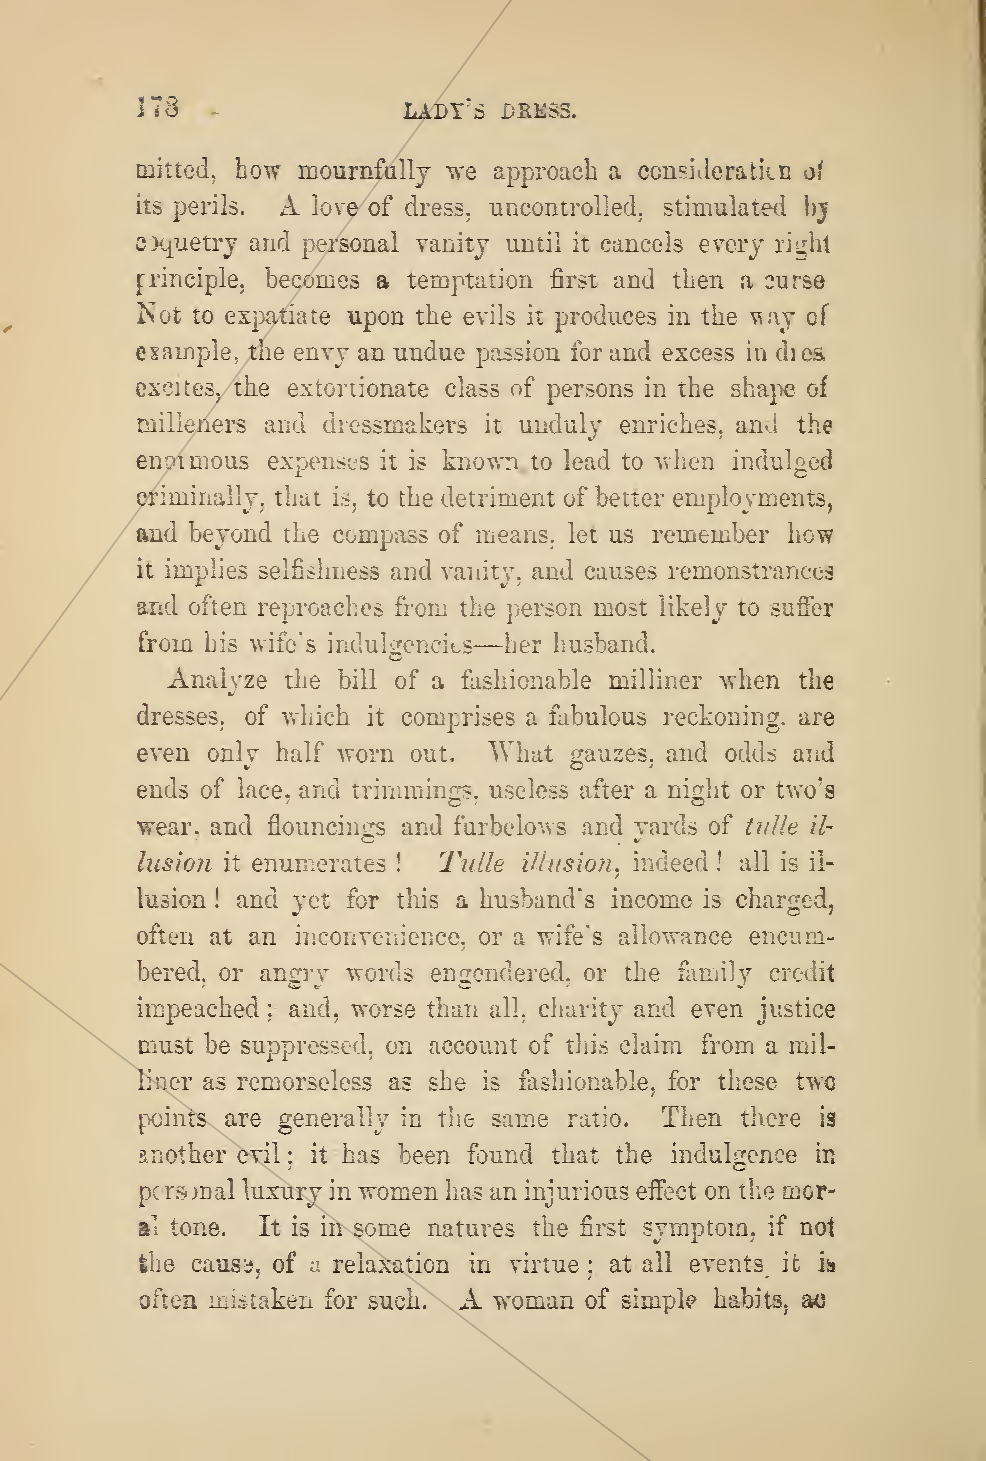 178 LADY'S DRESS.
mitted, how mournfully we approach a consideration of
its perils. A love of dress, uncontrolled, stimulated by
coquetry and personal vanity until it cancels every right
principle, becomes a temptation first and then a curse
Not to expatiate upon the evils it produces in the way of
example, the envy an undue passion for and excess in dress
excites, the extortionate class of persons in the shape of
milleners and dressmakers it unduly enriches, and the
enormous expenses it is known to lead to when indulged
criminally, that is, to the detriment of better employments,
and beyond the compass of means, let us remember how
it implies selfishness and vanity, and causes remonstrances
and often reproaches from the person most likely to suffer
from his wife's indulgencies—her husband.
Analyze the bill of a fashionable milliner when the
dresses, of which it comprises a fabulous reckoning, are
even only half worn out. What gauzes, and odds and
ends of lace, and trimmings, useless after a night or two's
wear, and flouncings and furbelows and yards of tulle il-
lusion it enumerates! Tulle illusion, indeed! all is il-
lusion! and yet for this a husband's income is charged,
often at an inconvenience, or a wife's allowance encum-
bered, or angry words engendered, or the family credit
impeached; and, worse than all, charity and even justice
must be suppressed, on account of this claim from a mil-
liner as remorseless as she is fashionable, for these two
points are generally in the same ratio. Then there is
another evil; it has been found that the indulgence in
personal luxury in women has an injurious effect on the mor-
al tone. It is in some natures the first symptom, if not
the cause, of a relaxation in virtue; at all events, it is
often mistaken for such. A woman of simple habits, ac